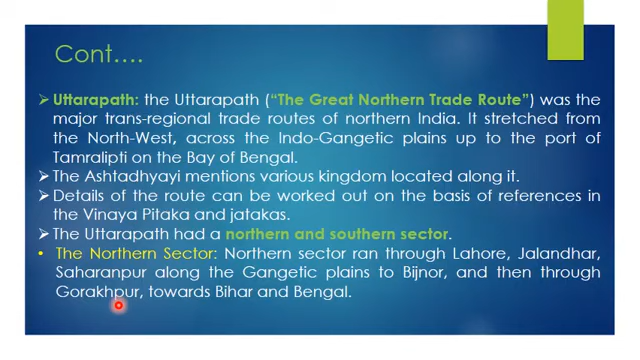 Cont….
➢ Uttarapath: the Uttarapath (“The Great Northern Trade Route”) was the
major trans-regional trade routes of northern India. It stretched from
the North-West, across the Indo-Gangetic plains up to the port of
Tamralipti on the Bay of Bengal.
➢ The Ashtadhyayi mentions various kingdom located along it.
➢ Details of the route can be worked out on the basis of references in
the Vinaya Pitaka and jatakas.
➢ The Uttarapath had a northern and southern sector.
• The Northern Sector: Northern sector ran through Lahore, Jalandhar,
Saharanpur along the Gangetic plains to Bijnor, and then through
Gorakhpur, towards Bihar and Bengal.